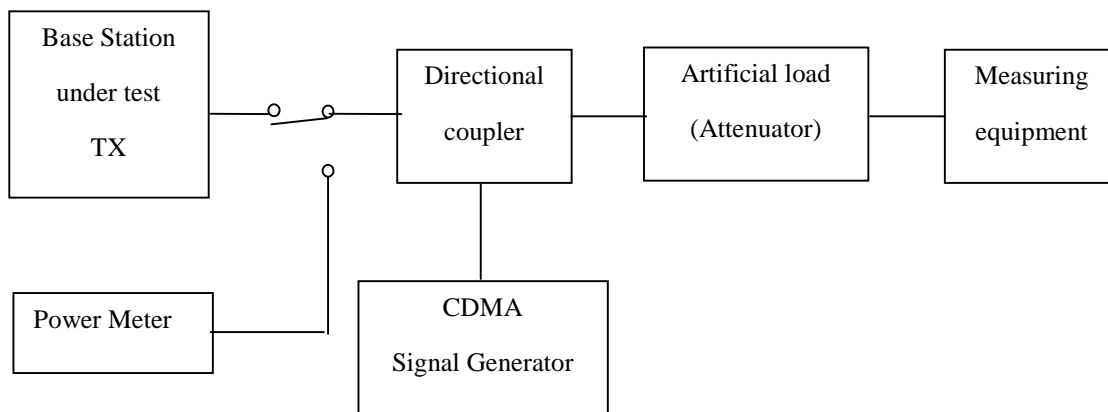 Base Station
under test
TX
Directional
coupler
Artificial load
(Attenuator)
Measuring
equipment
Power Meter
CDMA
Signal Generator